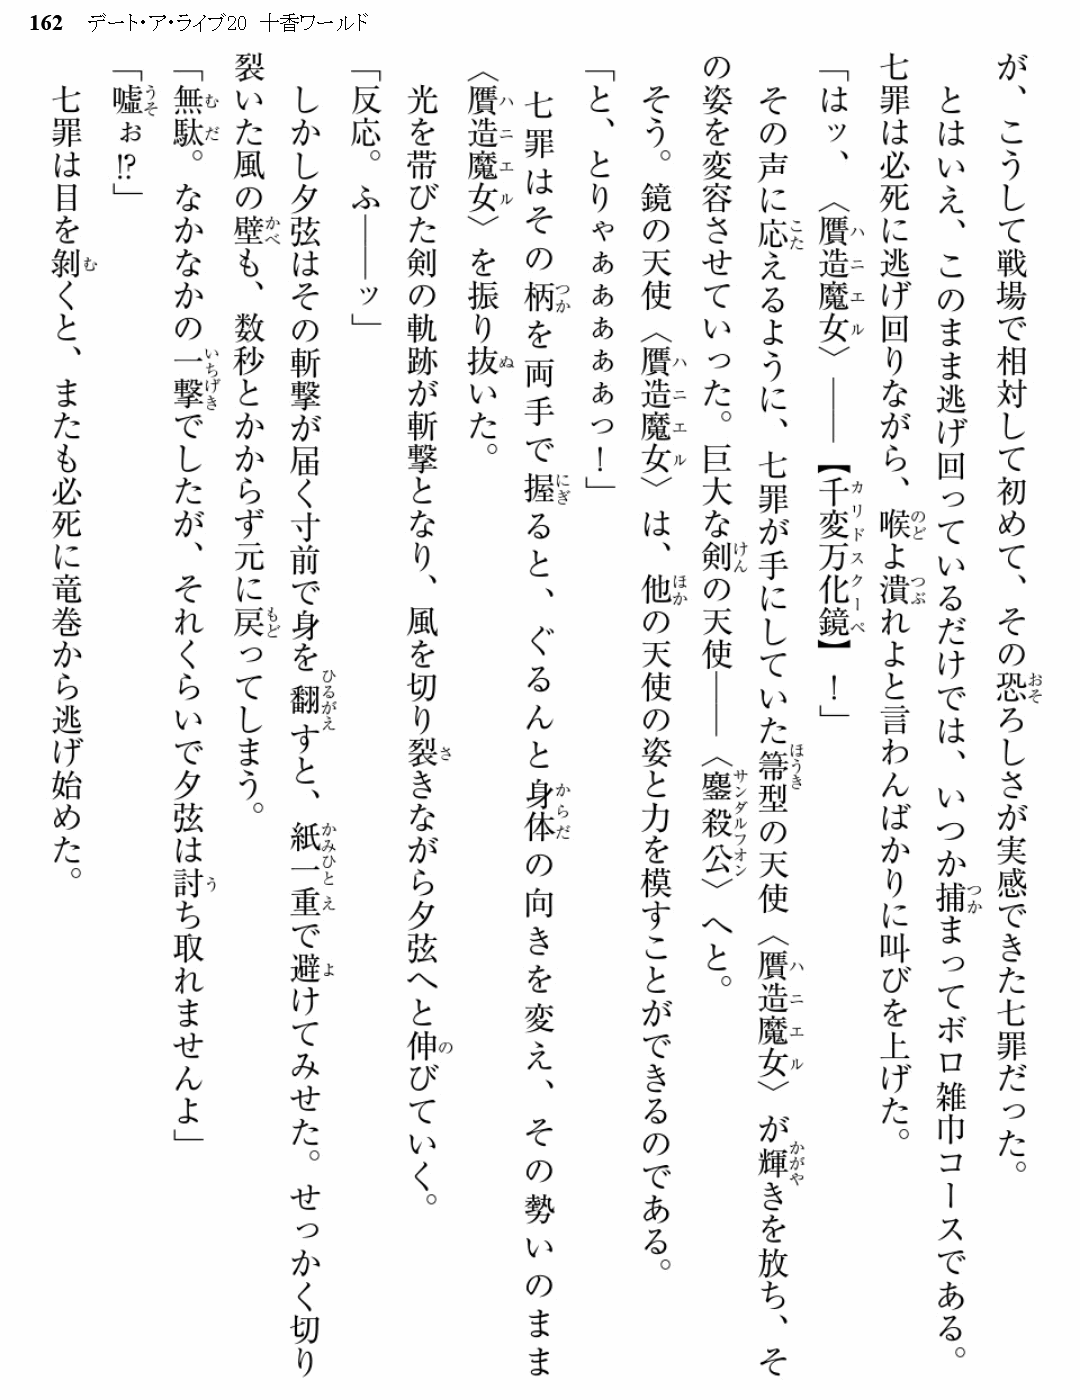 162 デート・ア・ライブ20 十香ワールド
が、こうして戦場で相対して初めて、その恐ろしさが実感できた七罪だった。
とはいえ、このまま逃げ回っているだけでは、いつか捕まってボロ雑巾コースである。
七罪は必死に逃げ回りながら、喉よ潰れよと言わんばかりに叫びを上げた。
「はッ、〈贋造魔女〉――【千変万化鏡】!」
その声に応えるように、七罪が手にしていた箒型の天使〈贋造魔女〉が輝きを放ち、そ
の姿を変容させていった。巨大な剣の天使――〈鏖殺公〉へと。
そう。鏡の天使〈贋造魔女〉は、他の天使の姿と力を模すことができるのである。
「と、とりゃぁぁぁぁぁっ!」
七罪はその柄を両手で握ると、ぐるんと身体の向きを変え、その勢いのまま
〈贋造魔女〉を振り抜いた。
光を帯びた剣の軌跡が斬撃となり、風を切り裂きながら夕弦へと伸びていく。
「反応。ふ――ッ」
しかし夕弦はその斬撃が届く寸前で身を翻すと、紙一重で避けてみせた。せっかく切り
裂いた風の壁も、数秒とかからず元に戻ってしまう。
「無駄。なかなかの一撃でしたが、それくらいで夕弦は討ち取れませんよ」
「嘘ぉ!?」
七罪は目を剝くと、またも必死に竜巻から逃げ始めた。